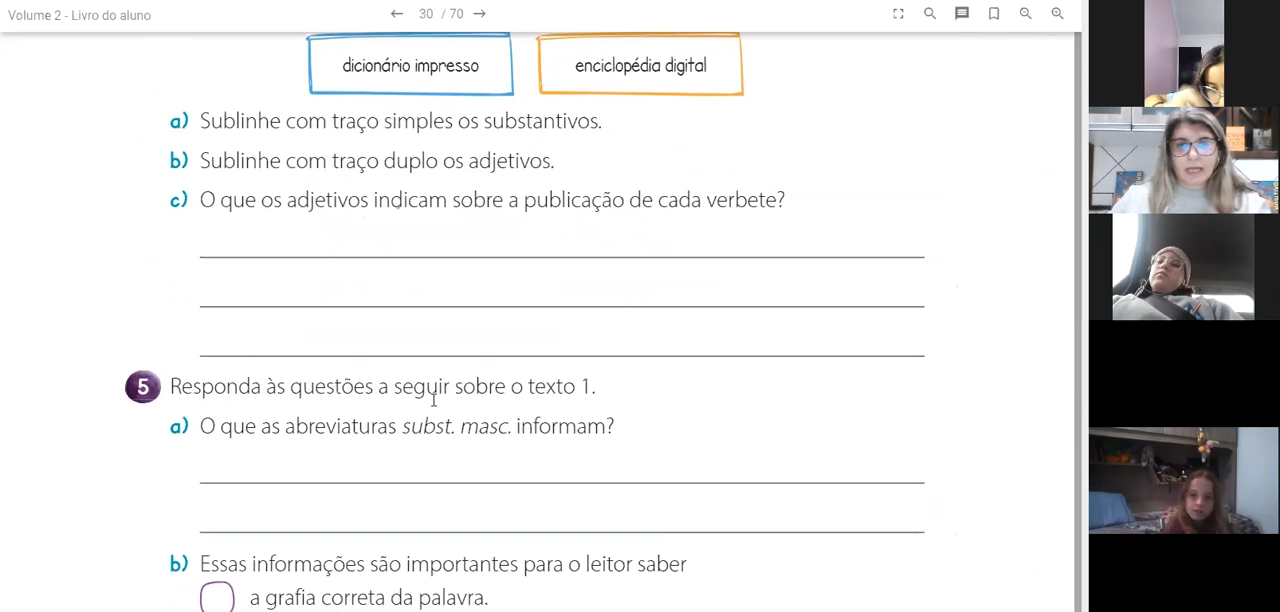 Volume 2 - Livro do aluno
30 / 70
dicionário impresso
enciclopédia digital
a) Sublinhe com traço simples os substantivos.
b) Sublinhe com traço duplo os adjetivos.
c) O que os adjetivos indicam sobre a publicação de cada verbete?
5 Responda às questões a seguir sobre o texto 1.
a) O que as abreviaturas subst. masc. informam?
b) Essas informações são importantes para o leitor saber
a grafia correta da palavra.